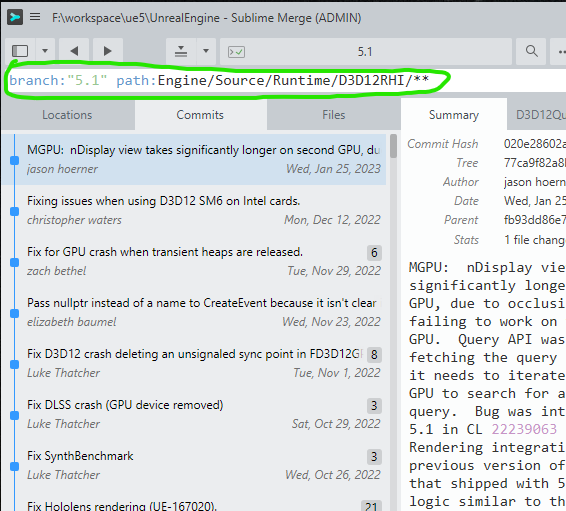 F:\workspace\ue5\UnrealEngine - Sublime Merge (ADMIN)
5.1
branch:"5.1" path:Engine/Source/Runtime/D3D12RHI/**
Locations Commits Files Summary D3D12Qu
MGPU: nDisplay view takes significantly longer on second GPU, du
jason hoerner Wed, Jan 25, 2023
Fixing issues when using D3D12 SM6 on Intel cards.
christopher waters Mon, Dec 12, 2022
Fix for GPU crash when transient heaps are released. 6
zach bethel Tue, Nov 29, 2022
Pass nullptr instead of a name to CreateEvent because it isn't clear
elizabeth baumel Wed, Nov 23, 2022
Fix D3D12 crash deleting an unsignaled sync point in FD3D12G 8
Luke Thatcher Tue, Nov 1, 2022
Fix DLSS crash (GPU device removed) 3
Luke Thatcher Sat, Oct 29, 2022
Fix SynthBenchmark 3
Luke Thatcher Wed, Oct 26, 2022
Fix Hololens rendering (UE-167020). 21
Commit Hash 020e28602a
Tree 77ca9f82a8
Author jason hoern
Date Wed, Jan 25
Parent fb93dd86e7
Stats 1 file change
MGPU: nDisplay vie
significantly longe
GPU, due to occlusi
failing to work on
GPU. Query API was
fetching the query
it needs to iterate
GPU to search for a
query. Bug was int
5.1 in CL 22239063
Rendering integrati
previous version of
that shipped with 5
logic similar to th